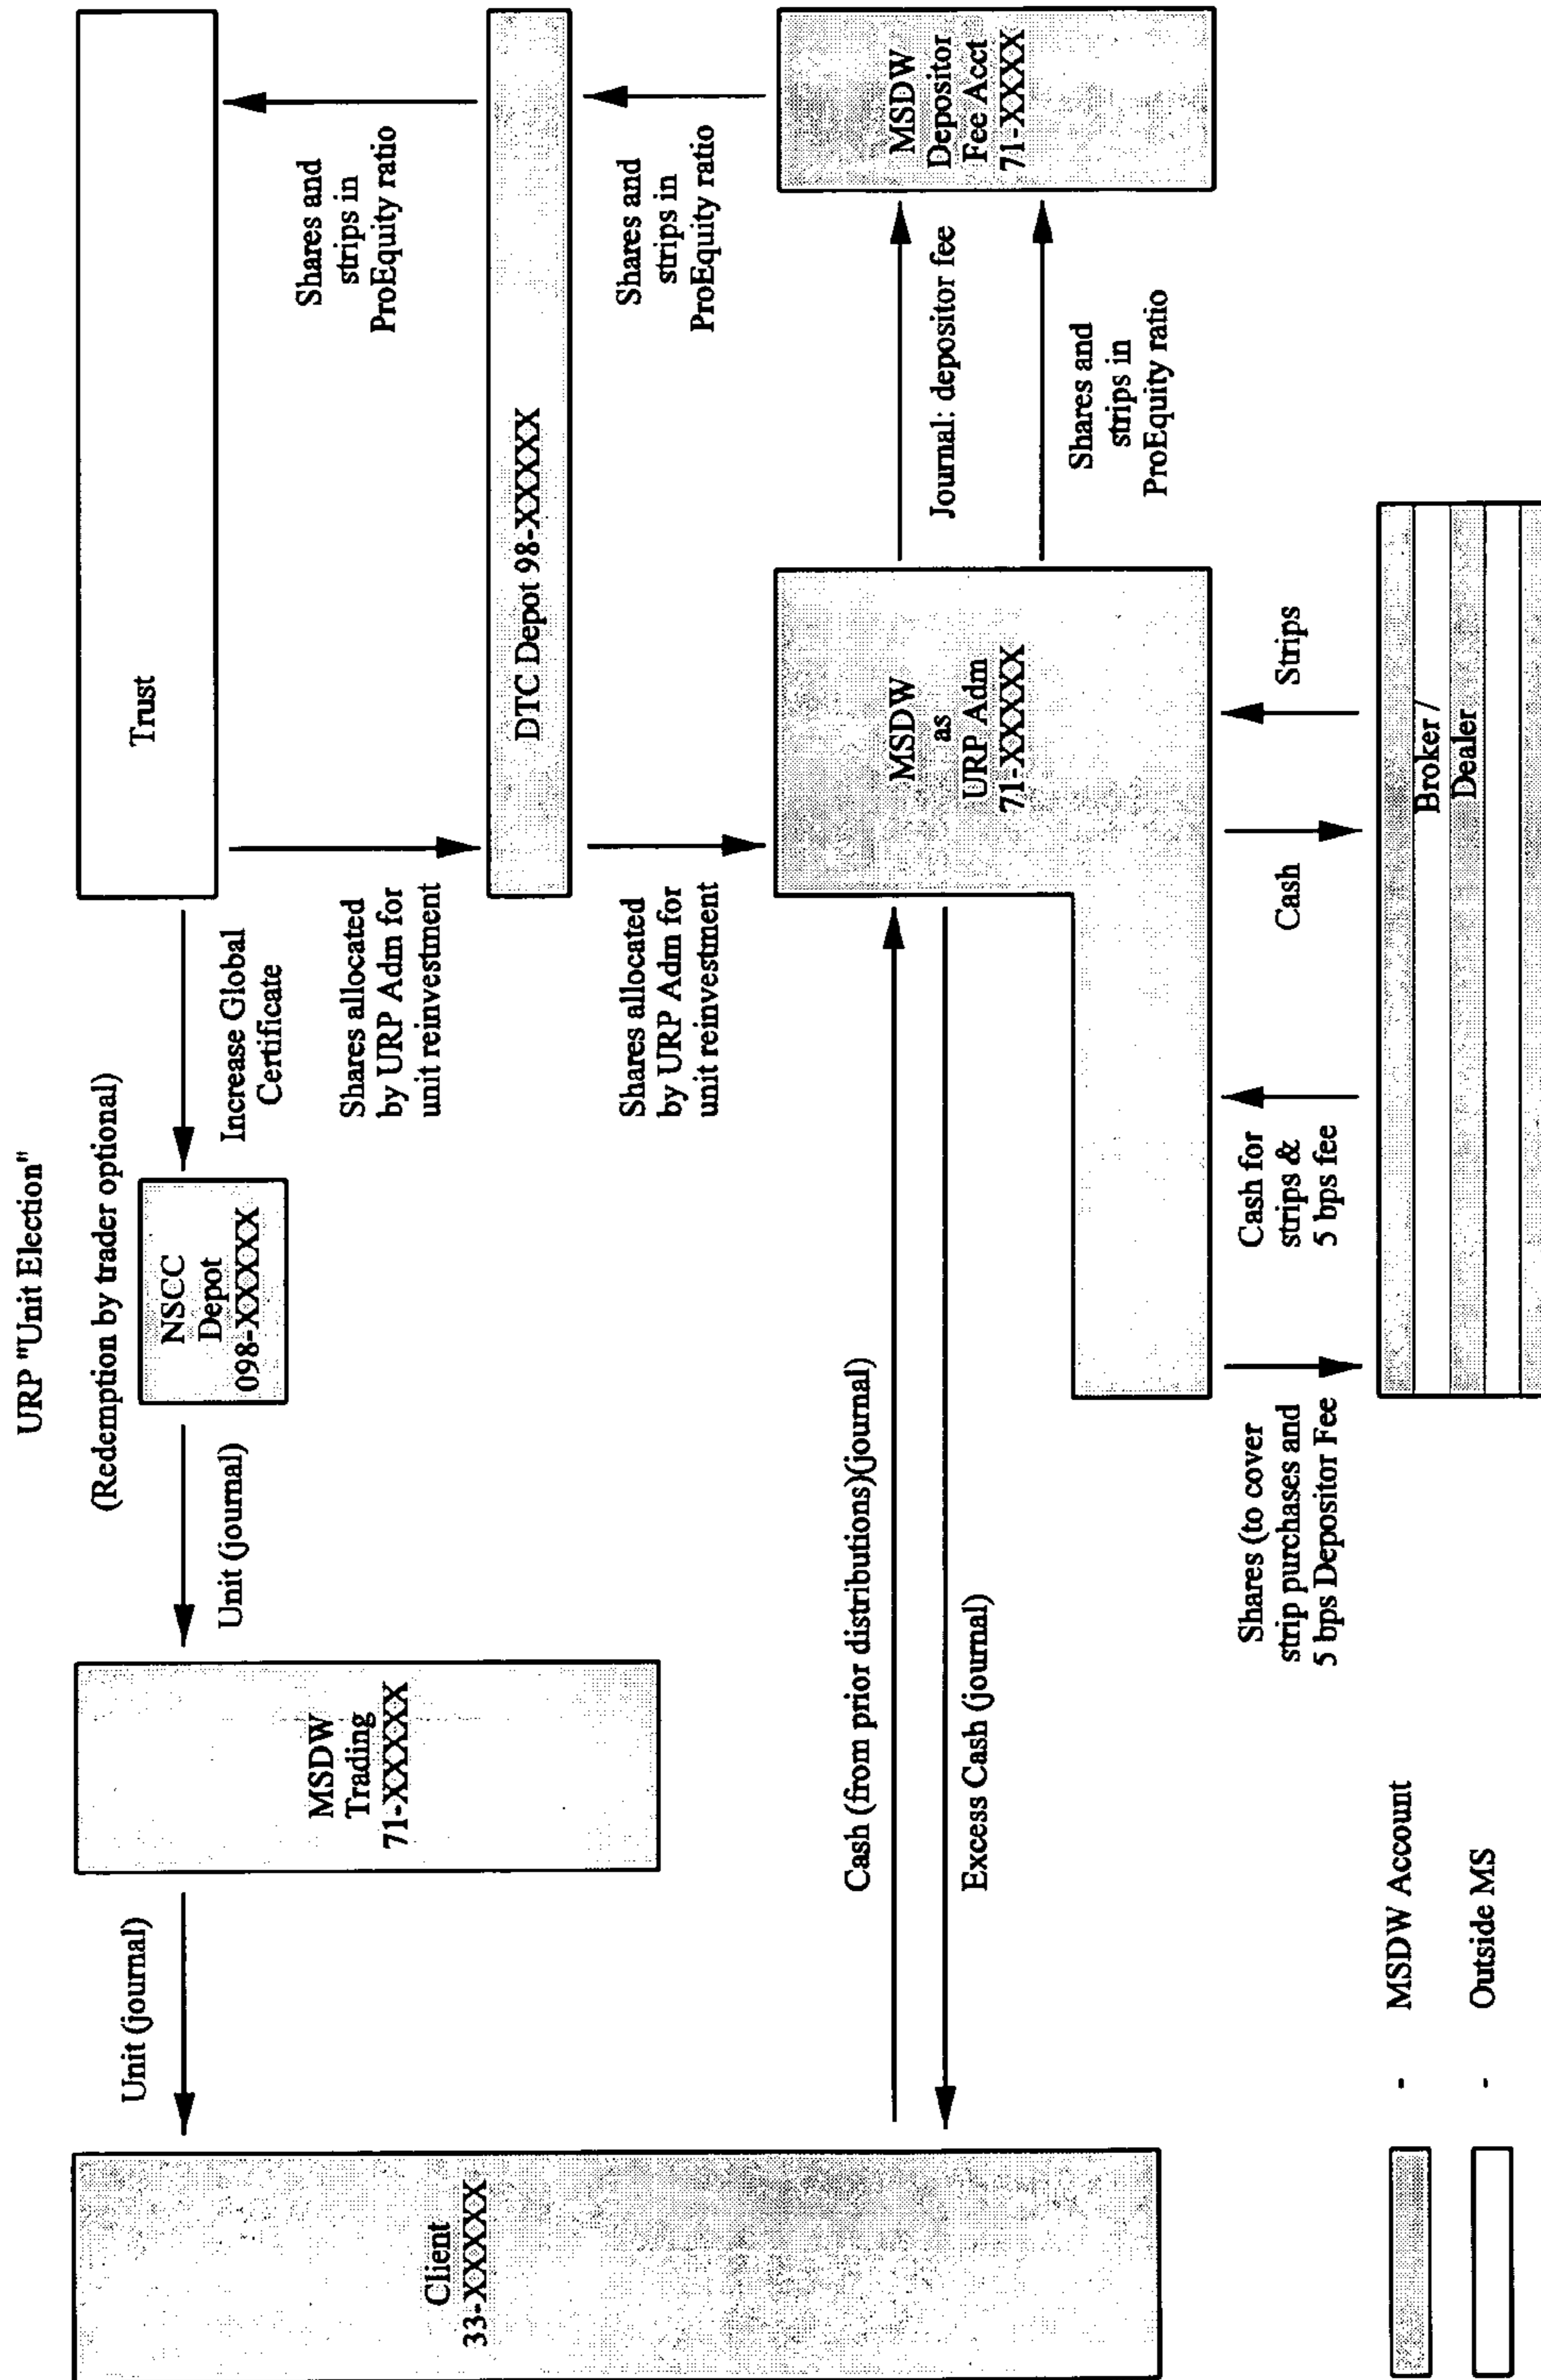 URP "Unit Election"
(Redemption by trader optional)
Client
33-XXXXX
Unit (journal)
MSDW
Trading
71-XXXXX
Unit (journal)
NSCC
Depot
098-XXXXX
Increase Global
Certificate
Trust
Shares allocated
by URP Adm for
unit reinvestment
Shares and
strips in
ProEquity ratio
DTC Depot 98-XXXXX
Shares allocated
by URP Adm for
unit reinvestment
Shares and
strips in
ProEquity ratio
Cash (from prior distributions)(journal)
Excess Cash (journal)
MSDW
as
URP Adm
71-XXXXX
Journal: depositor fee
Shares and
strips in
ProEquity ratio
MSDW
Depositor
Fee Acct
71-XXXX
Shares (to cover
strip purchases and
5 bps Depositor Fee
Cash for
strips &
5 bps fee
Cash
Strips
Broker /
Dealer
- MSDW Account
- Outside MS